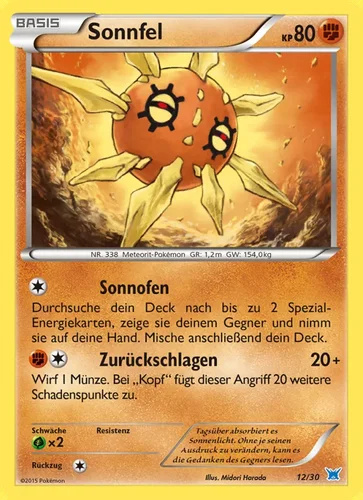 BASIS
Sonnfel
KP 80
NR. 338 Meteorit-Pokémon GR: 1,2m GW: 154,0kg
Sonnofen
Durchsuche dein Deck nach bis zu 2 Spezial-
Energiekarten, zeige sie deinem Gegner und nimm
sie auf deine Hand. Mische anschließend dein Deck.
Zurückschlagen 20+
Wirf 1 Münze. Bei „Kopf" fügt dieser Angriff 20 weitere
Schadenspunkte zu.
Schwäche Resistenz
×2
Rückzug
Tagsüber absorbiert es
Sonnenlicht. Ohne je seinen
Ausdruck zu verändern, kann es
die Gedanken des Gegners lesen.
©2015 Pokémon
Illus. Midori Harada
12/30